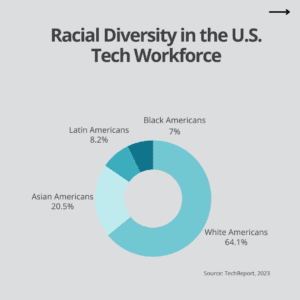 Racial Diversity in the U.S.
Tech Workforce
Black Americans
7%
Latin Americans
8.2%
Asian Americans
20.5%
White Americans
64.1%
Source: TechReport, 2023